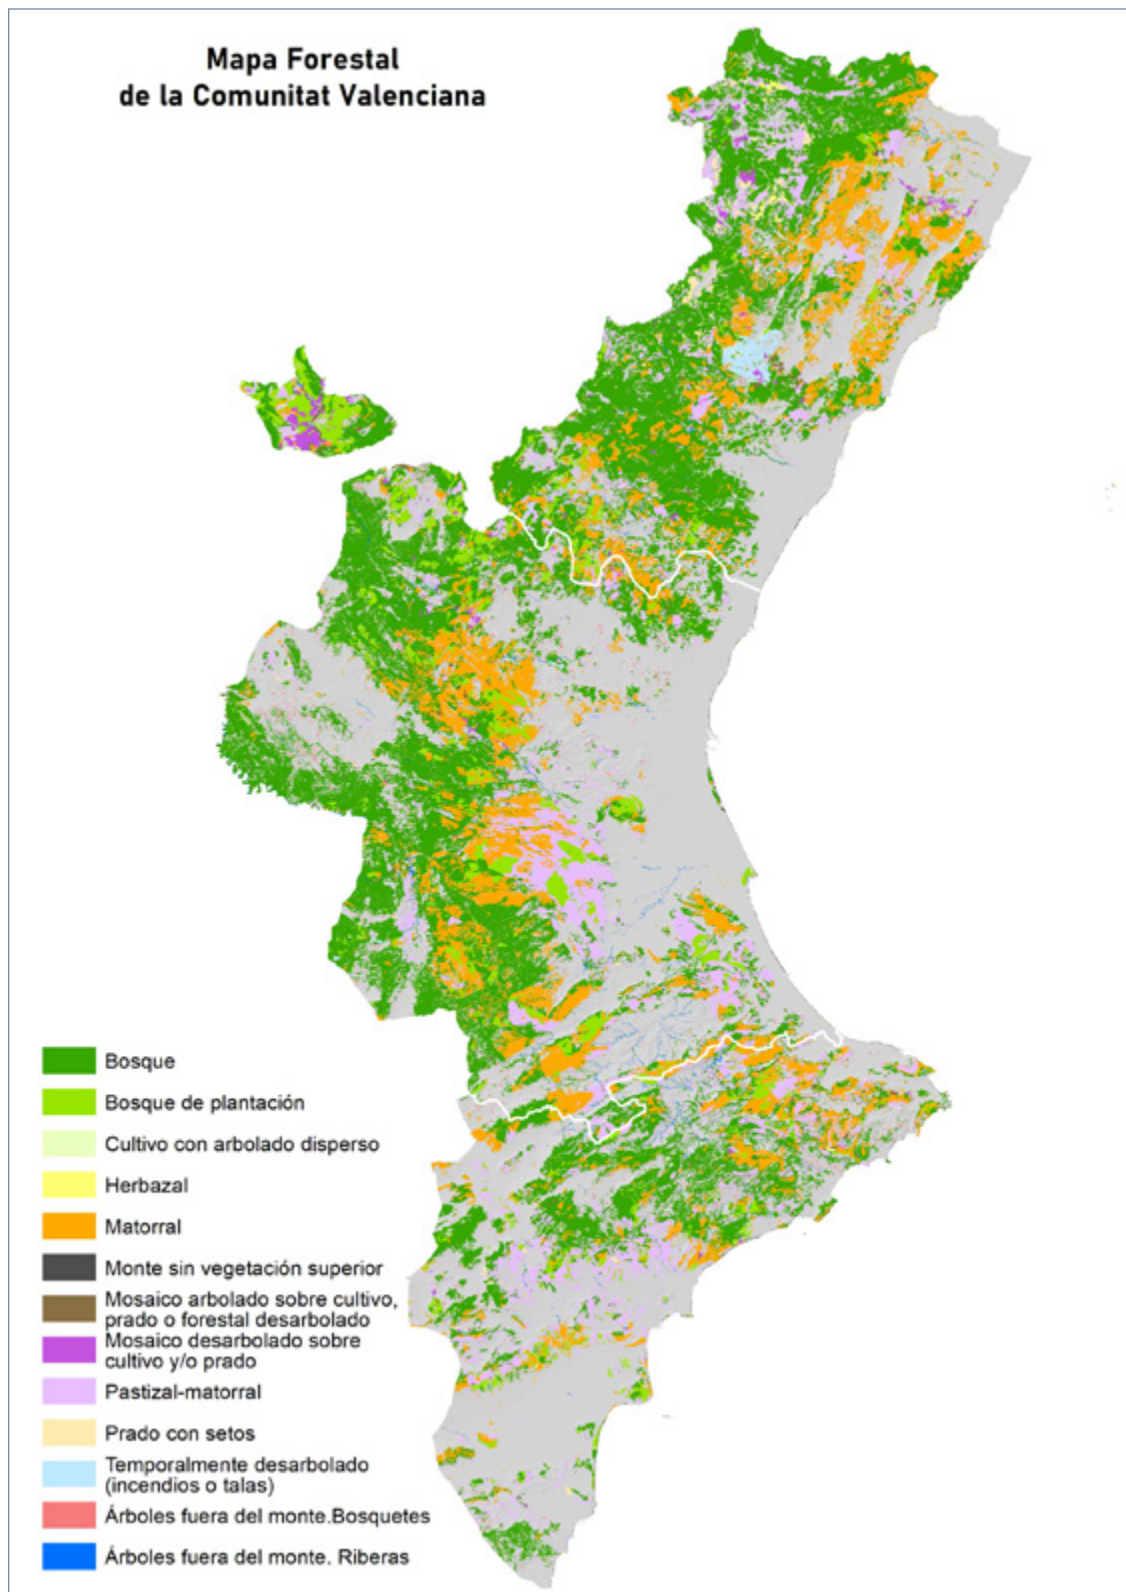 Mapa Forestal
de la Comunitat Valenciana
Bosque
Bosque de plantación
Cultivo con arbolado disperso
Herbazal
Matorral
Monte sin vegetación superior
Mosaico arbolado sobre cultivo,
prado o forestal desarbolado
Mosaico desarbolado sobre
cultivo y/o prado
Pastizal-matorral
Prado con setos
Temporalmente desarbolado
(incendios o talas)
Árboles fuera del monte.Bosquetes
Árboles fuera del monte. Riberas